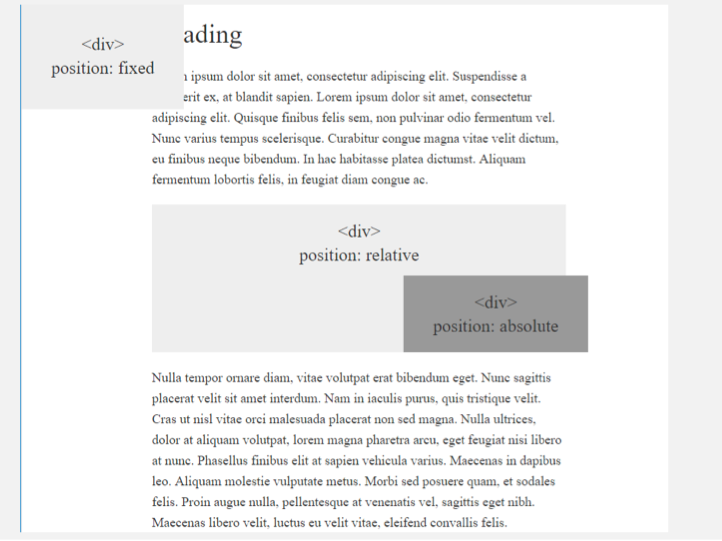 <div>
position: fixed
ading
ipsum dolor sit amet, consectetur adipiscing elit. Suspendisse a
erit ex, at blandit sapien. Lorem ipsum dolor sit amet, consectetur
adipiscing elit. Quisque finibus felis sem, non pulvinar odio fermentum vel.
Nunc varius tempus scelerisque. Curabitur congue magna vitae velit dictum,
eu finibus neque bibendum. In hac habitasse platea dictumst. Aliquam
fermentum lobortis felis, in feugiat diam congue ac.
<div>
position: relative
<div>
position: absolute
Nulla tempor ornare diam, vitae volutpat erat bibendum eget. Nunc sagittis
placerat velit sit amet interdum. Nam in iaculis purus, quis tristique velit.
Cras ut nisl vitae orci malesuada placerat non sed magna. Nulla ultrices,
dolor at aliquam volutpat, lorem magna pharetra arcu, eget feugiat nisi libero
at nunc. Phasellus finibus elit at sapien vehicula varius. Maecenas in dapibus
leo. Aliquam molestie vulputate metus. Morbi sed posuere quam, et sodales
felis. Proin augue nulla, pellentesque at venenatis vel, sagittis eget nibh.
Maecenas libero velit, luctus eu velit vitae, eleifend convallis felis.